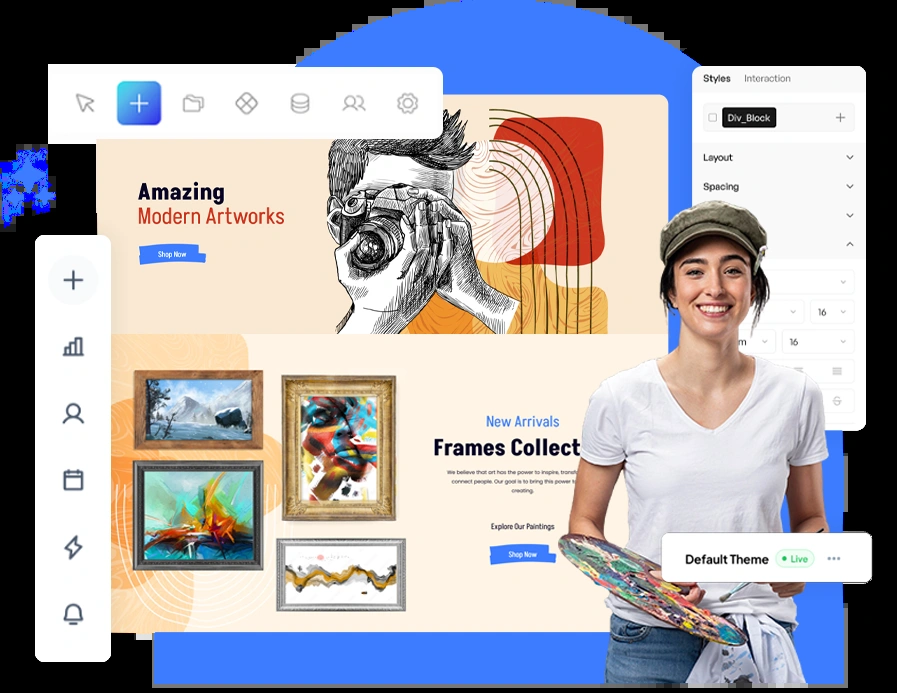 Styles Interaction
Div_Block
Layout
Spacing
16
16
Amazing
Modern Artworks
Shop Now
New Arrivals
Frames Collect
We believe that art has the power to inspire,
connect people. Our goal is to bring this power
creating.
Explore Our Paintings
Shop Now
Default Theme Live